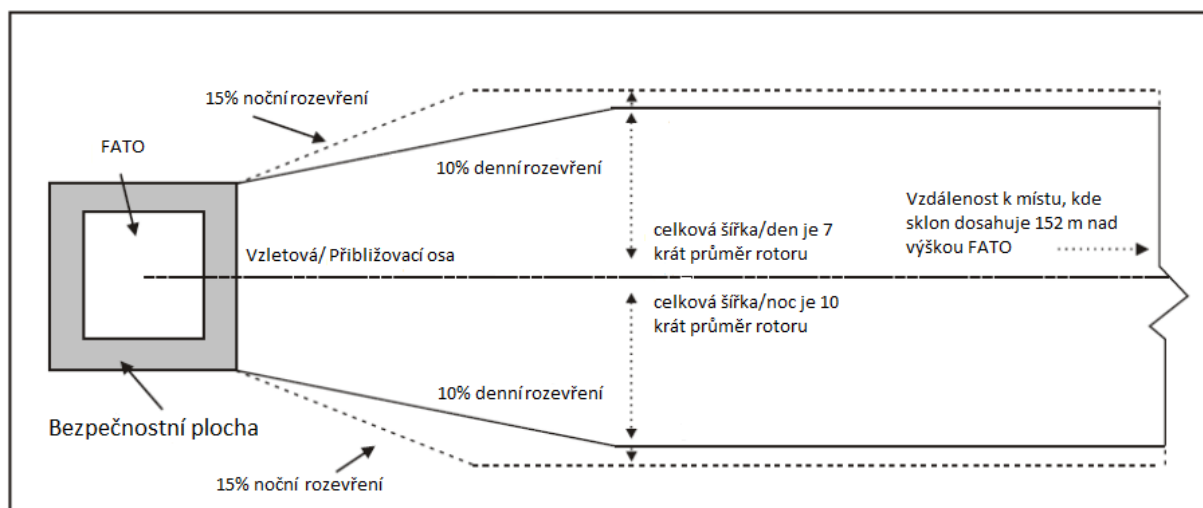 15% noční rozevření
FATO
10% denní rozevření
Vzdálenost k místu, kde
sklon dosahuje 152 m nad
výškou FATO
celková šířka/den je 7
krát průměr rotoru
Vzletová/ Přibližovací osa
celková šířka/noc je 10
krát průměr rotoru
10% denní rozevření
Bezpečnostní plocha
15% noční rozevření